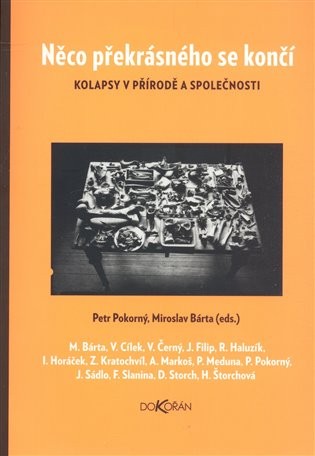 Něco překrásného se končí
KOLAPSY V PŘÍRODĚ A SPOLEČNOSTI
Petr Pokorný, Miroslav Bárta (eds.)
M. Bárta, V. Cílek, V. Černý, J. Filip, R. Haluzík,
I. Horáček, Z. Kratochvíl, A. Markoš, P. Meduna, P. Pokorný,
J. Sádlo, F. Slanina, D. Storch, H. Štorchová
DOKOŘÁN